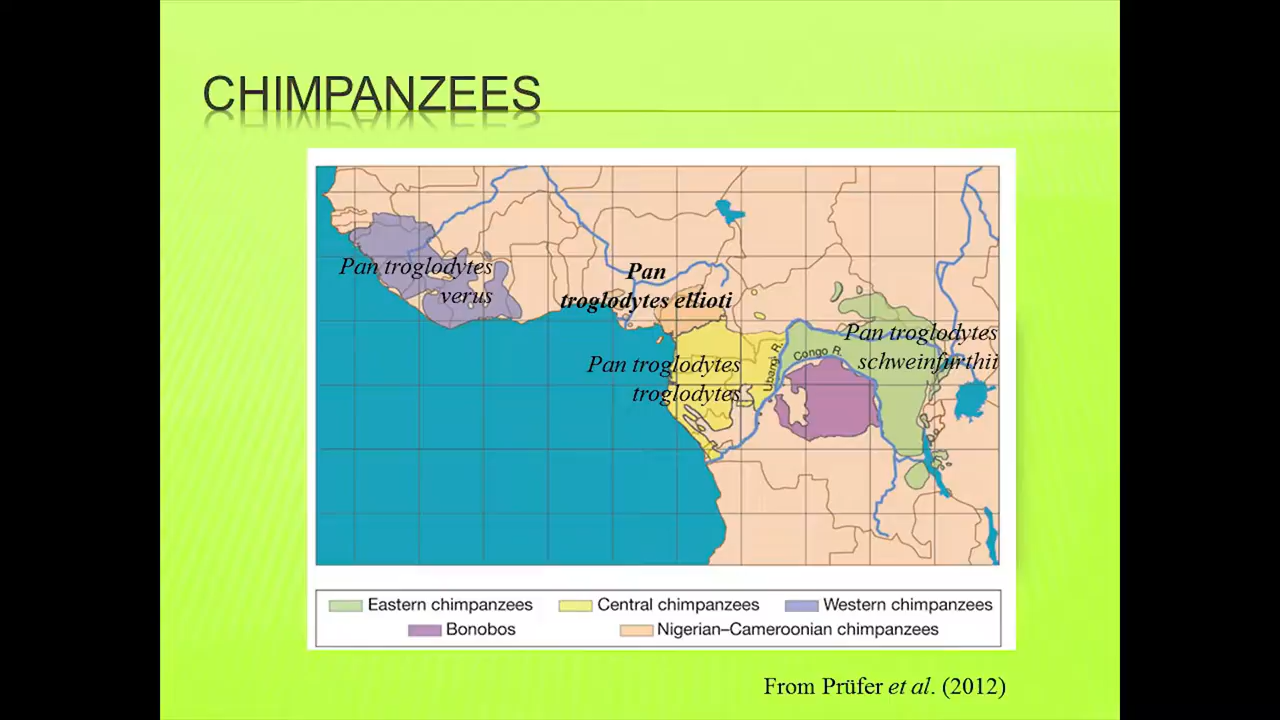 CHIMPANZEES
Pan troglodytes
verus
Pan
troglodytes ellioti
Pan troglodytes
troglodytes
Ubangi R.
Congo R.
Pan troglodytes
schweinfurthii
Eastern chimpanzees
Central chimpanzees
Western chimpanzees
Bonobos
Nigerian–Cameroonian chimpanzees
From Prüfer et al. (2012)